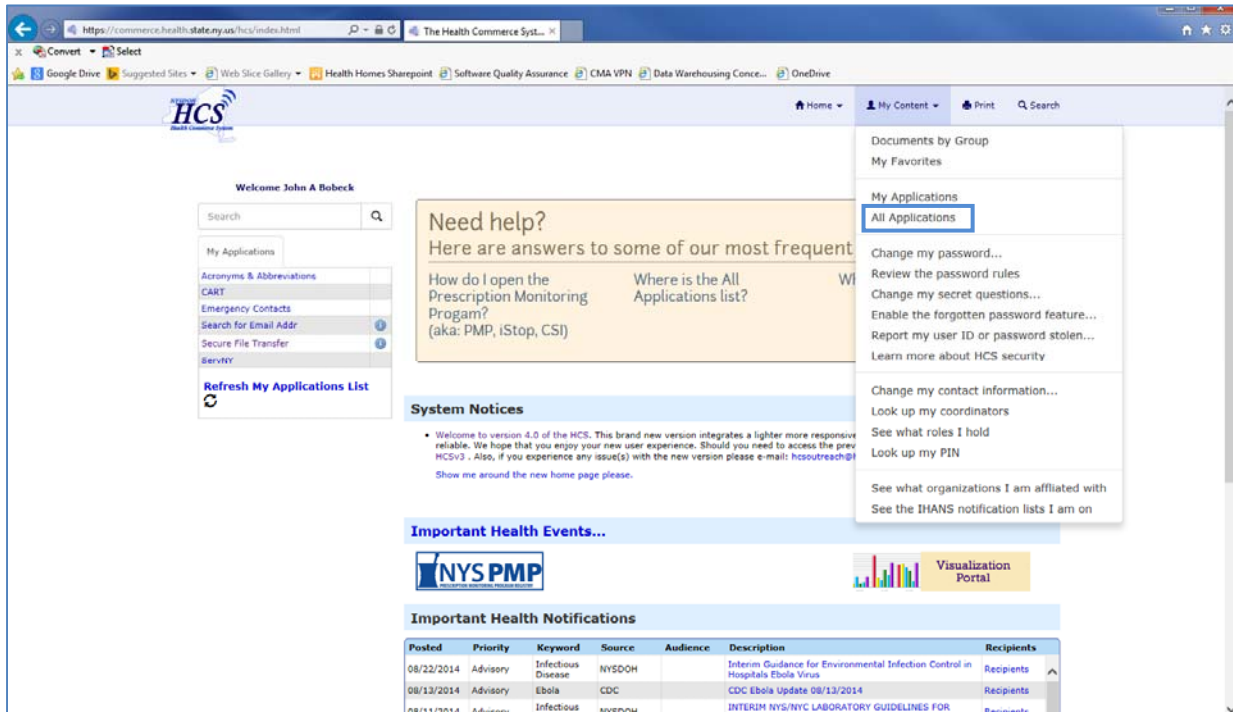 https://commerce.health.state.ny.us/hcs/index.html
The Health Commerce Syst...
x Convert Select
Google Drive Suggested Sites Web Slice Gallery Health Homes Sharepoint Software Quality Assurance CMA VPN Data Warehousing Conce... OneDrive
NYSDOH
HCS
Health Commerce System
Home My Content Print Search
Documents by Group
My Favorites
My Applications
All Applications
Change my password...
Review the password rules
Change my secret questions...
Enable the forgotten password feature...
Report my user ID or password stolen...
Learn more about HCS security
Change my contact information...
Look up my coordinators
See what roles I hold
Look up my PIN
See what organizations I am affliated with
See the IHANS notification lists I am on
Welcome John A Bobeck
Search
My Applications
Acronyms & Abbreviations
CART
Emergency Contacts
Search for Email Addr
Secure File Transfer
ServNY
Refresh My Applications List
Need help?
Here are answers to some of our most frequent
How do I open the
Prescription Monitoring
Progam?
(aka: PMP, iStop, CSI)
Where is the All
Applications list?
System Notices
• Welcome to version 4.0 of the HCS. This brand new version integrates a lighter more responsive
reliable. We hope that you enjoy your new user experience. Should you need to access the prev
HCSv3 . Also, if you experience any issue(s) with the new version please e-mail: hcsoutreach@
Show me around the new home page please.
Important Health Events...
NYS PMP
PRESCRIPTION MONITORING PROGRAM REGISTRY
Visualization
Portal
Important Health Notifications
Posted Priority Keyword Source Audience Description Recipients
08/22/2014 Advisory Infectious Disease NYSDOH Interim Guidance for Environmental Infection Control in Hospitals Ebola Virus Recipients
08/13/2014 Advisory Ebola CDC CDC Ebola Update 08/13/2014 Recipients
08/11/2014 Advisory Infectious NYSDOH INTERIM NYS/NYC LABORATORY GUIDELINES FOR Recipients